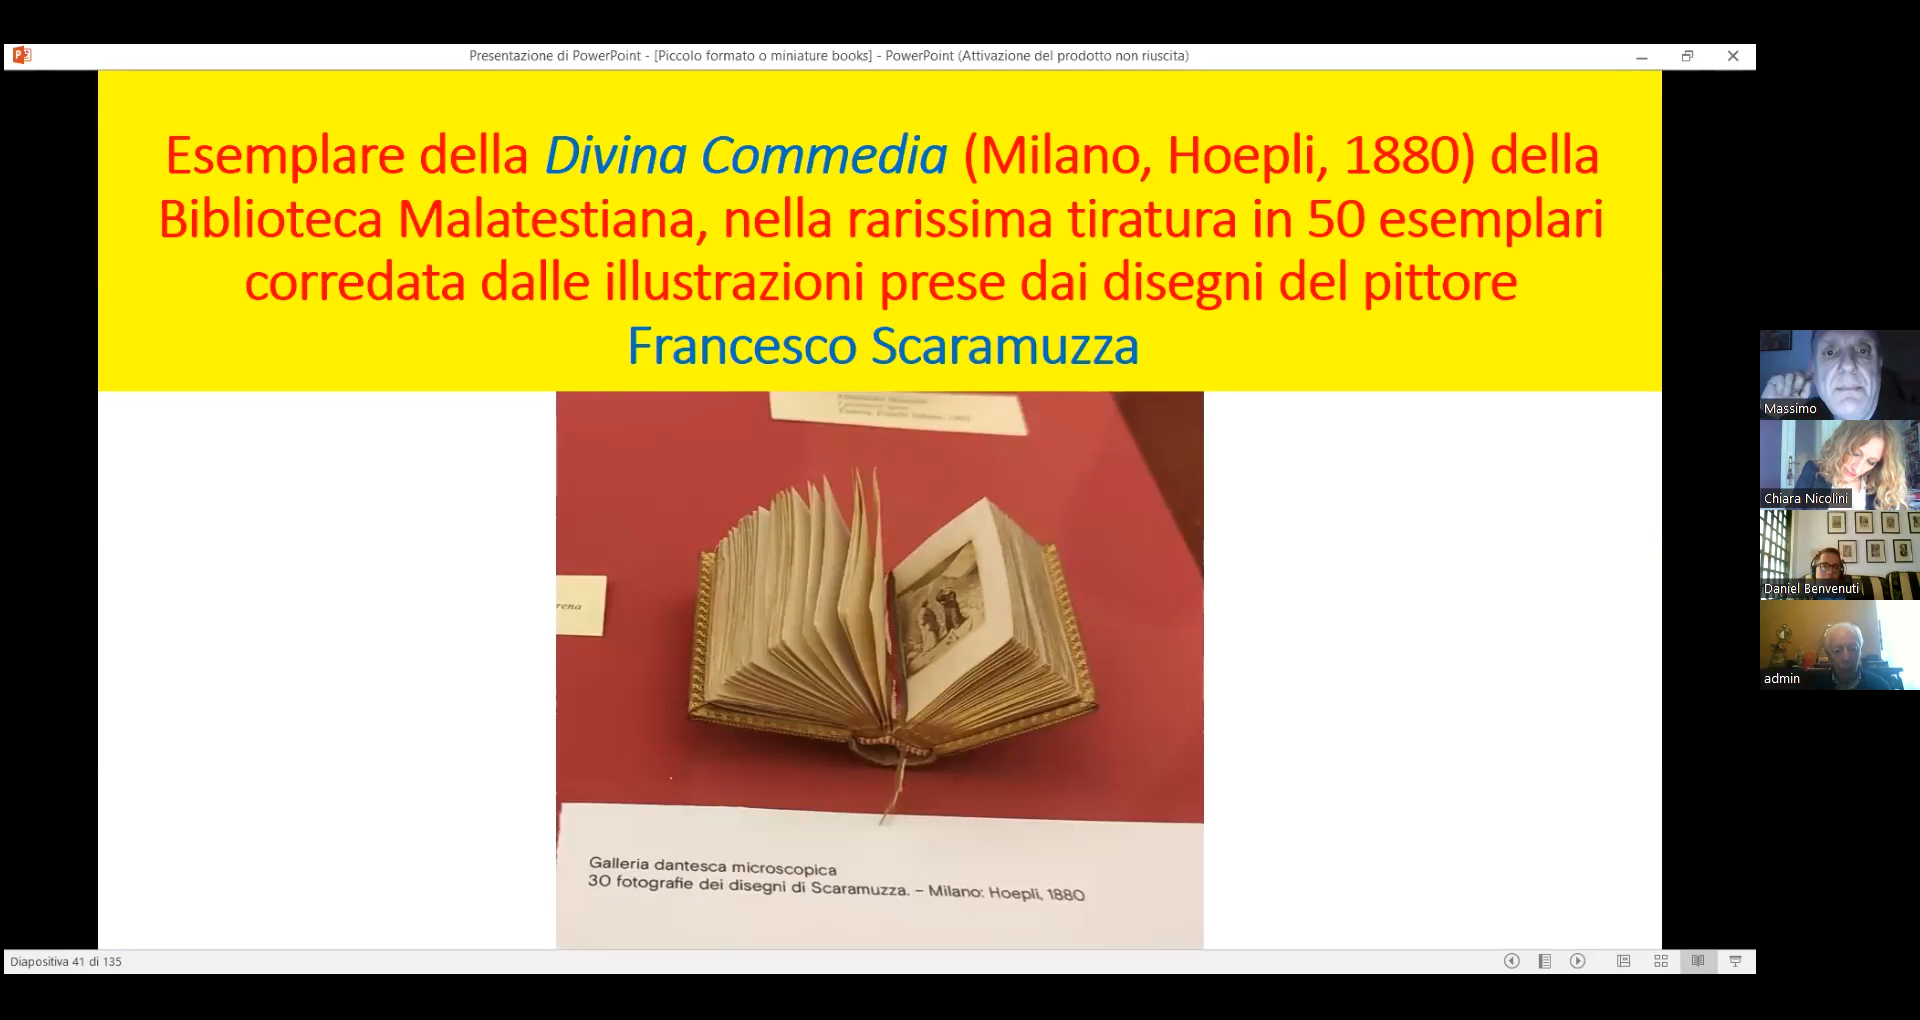 Presentazione di PowerPoint - [Piccolo formato o miniature books] - PowerPoint (Attivazione del prodotto non riuscita)
Esemplare della Divina Commedia (Milano, Hoepli, 1880) della
Biblioteca Malatestiana, nella rarissima tiratura in 50 esemplari
corredata dalle illustrazioni prese dai disegni del pittore
Francesco Scaramuzza
rena
Galleria dantesca microscopica
30 fotografie dei disegni di Scaramuzza. – Milano: Hoepli, 1880
Massimo
Chiara Nicolini
Daniel Benvenuti
admin
Diapositiva 41 di 135